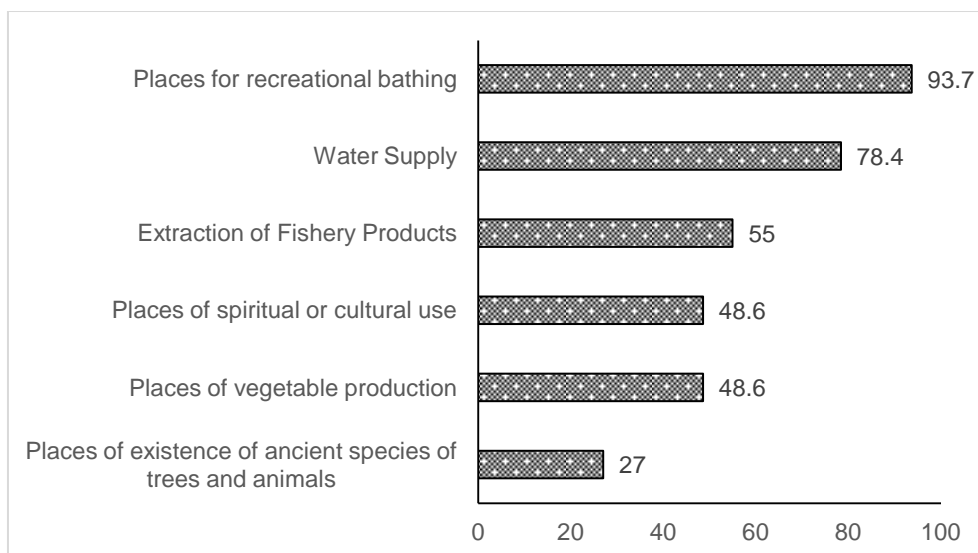 Places for recreational bathing
93.7
Water Supply
78.4
Extraction of Fishery Products
55
Places of spiritual or cultural use
48.6
Places of vegetable production
48.6
Places of existence of ancient species of
trees and animals
27
0 20 40 60 80 100